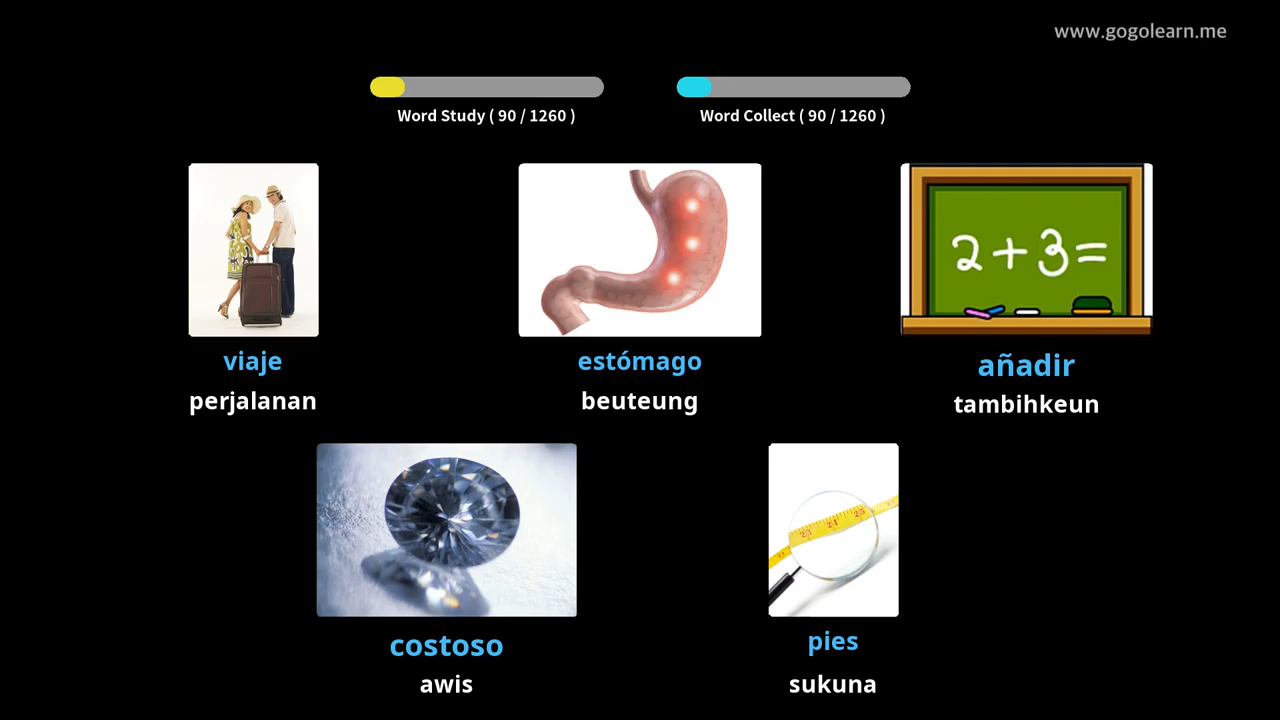 www.gogolearn.me
Word Study ( 90 / 1260 )
Word Collect ( 90 / 1260 )
2+3=
viaje
perjalanan
estómago
beuteung
añadir
tambihkeun
costoso
awis
pies
sukuna